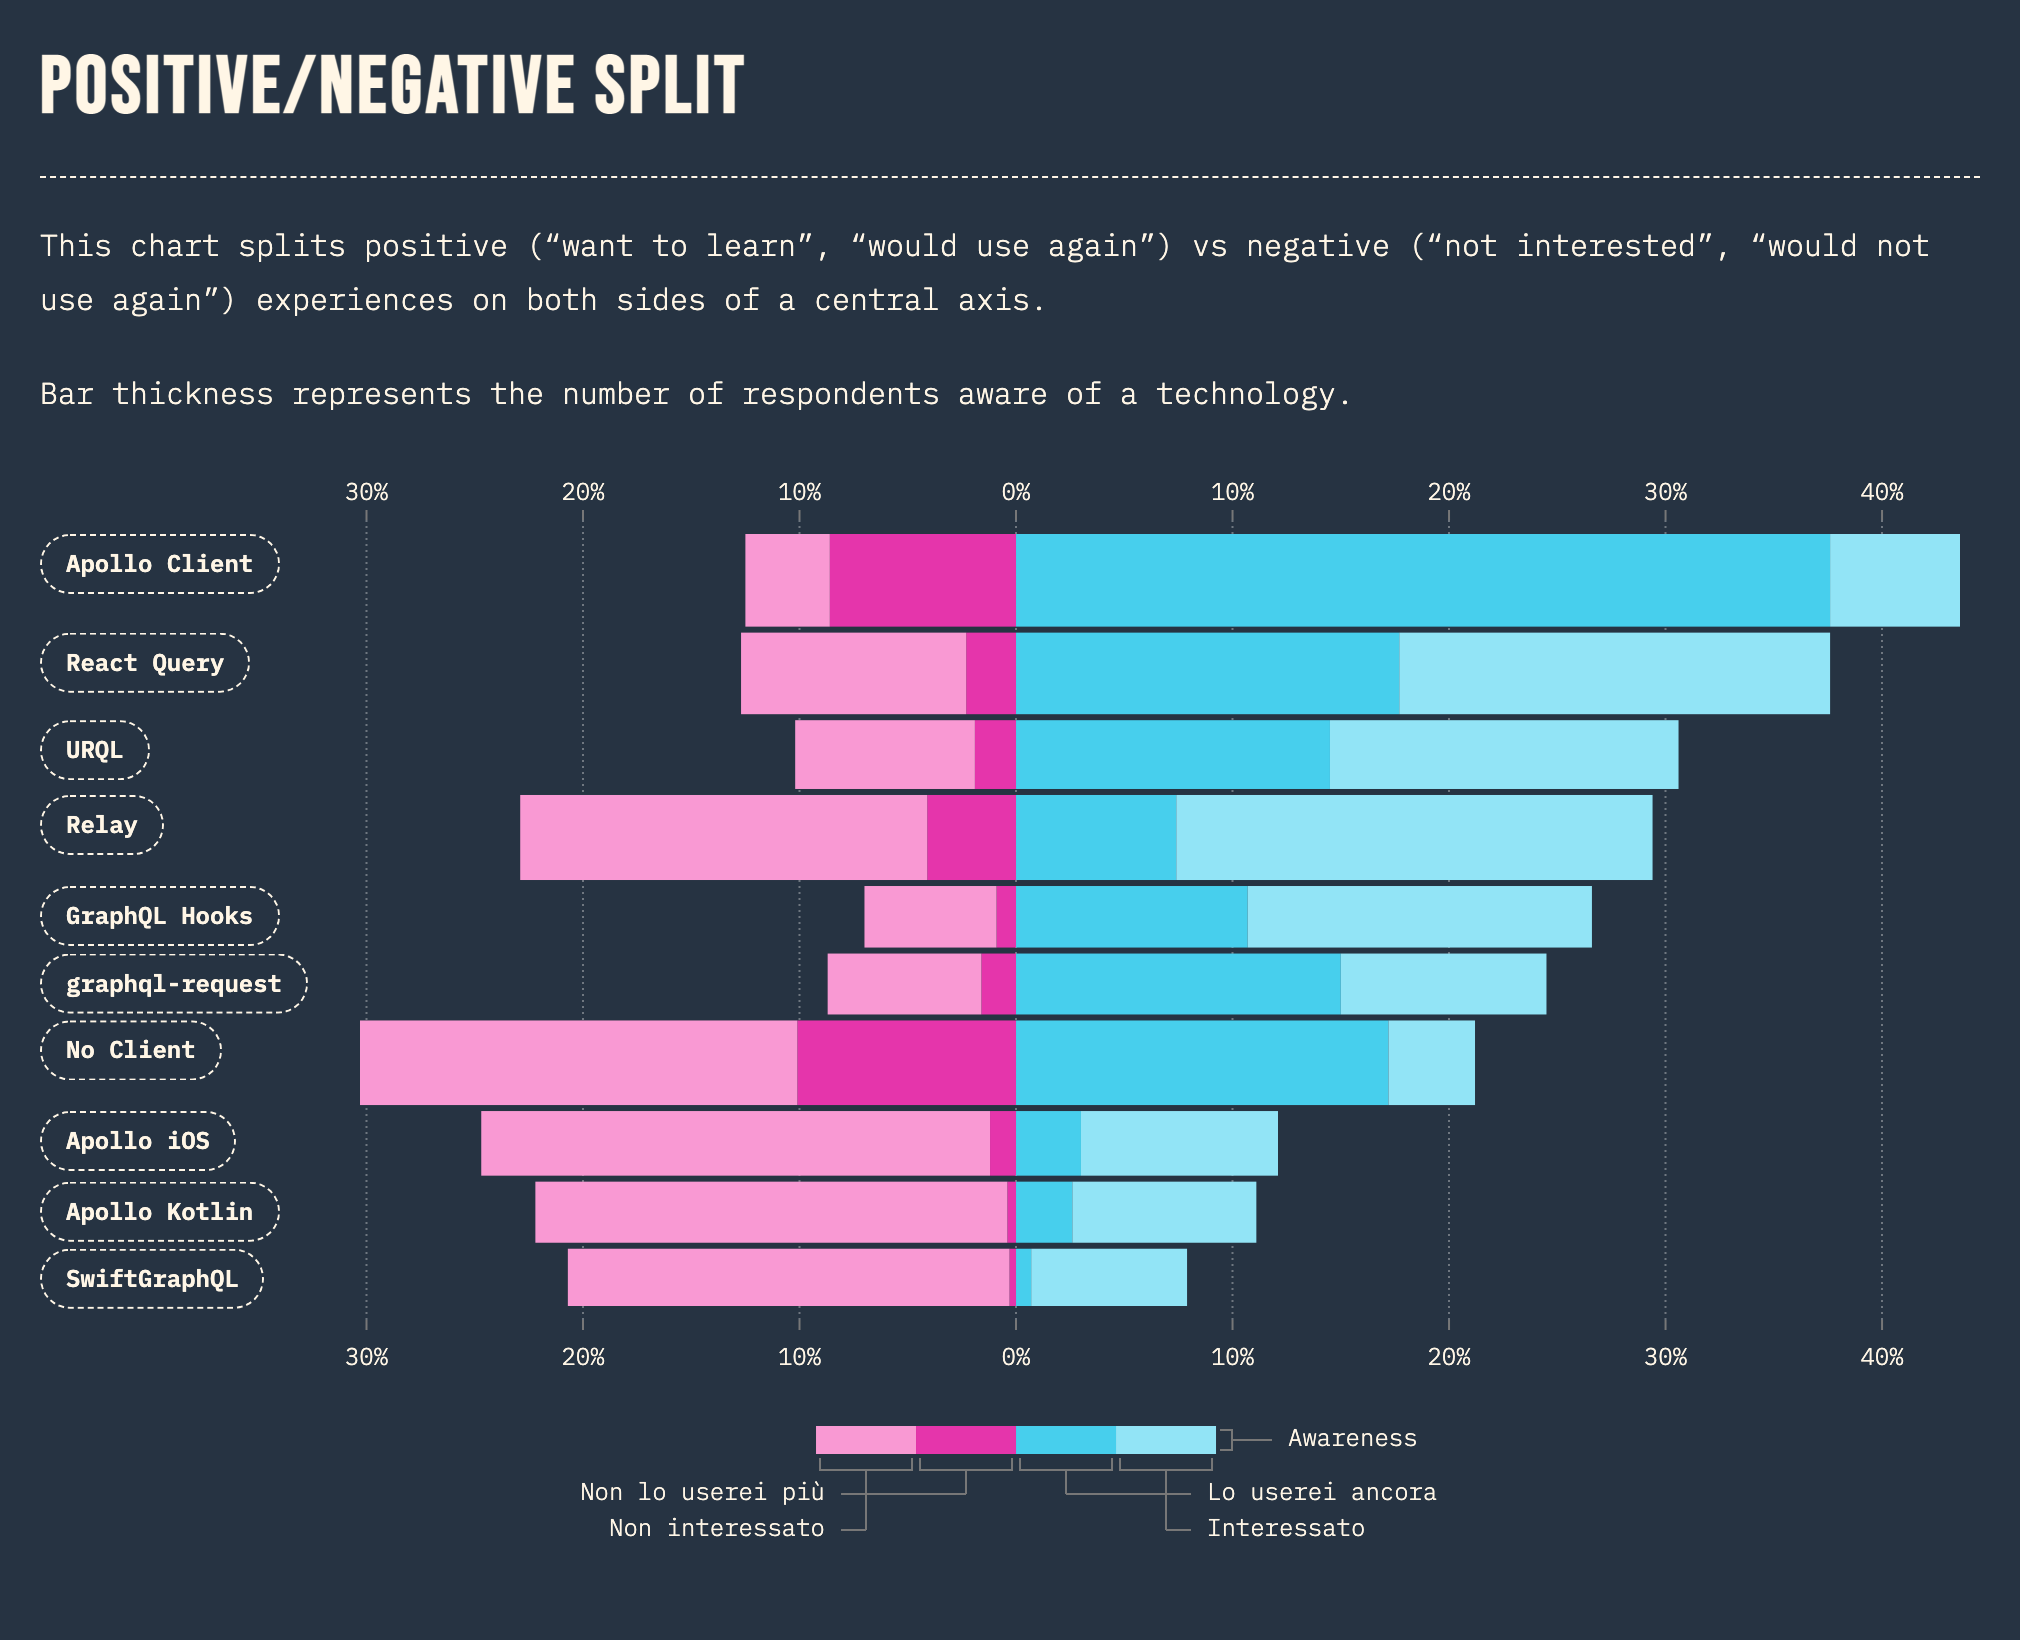 POSITIVE/NEGATIVE SPLIT
This chart splits positive (“want to learn”, “would use again”) vs negative (“not interested”, “would not
use again”) experiences on both sides of a central axis.
Bar thickness represents the number of respondents aware of a technology.
30% 20% 10% 0% 10% 20% 30% 40%
Apollo Client
React Query
URQL
Relay
GraphQL Hooks
graphql-request
No Client
Apollo iOS
Apollo Kotlin
SwiftGraphQL
30% 20% 10% 0% 10% 20% 30% 40%
Awareness
Non lo userei più Lo userei ancora
Non interessato Interessato